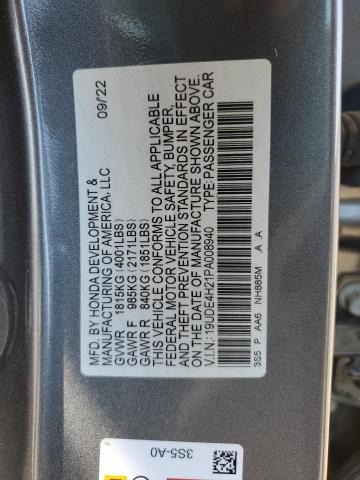 MFD. BY HONDA DEVELOPMENT & 09/22
MANUFACTURING OF AMERICA, LLC
GVWR 1815KG (4001LBS)
GAWR F 985KG (2171LBS)
GAWR R 840KG (1851LBS)
THIS VEHICLE CONFORMS TO ALL APPLICABLE
FEDERAL MOTOR VEHICLE SAFETY, BUMPER,
AND THEFT PREVENTION STANDARDS IN EFFECT
ON THE DATE OF MANUFACTURE SHOWN ABOVE.
V.I.N.:19UDE4H21PA008940 TYPE:PASSENGER CAR
3S5 P AA6 NH885M A A
3S5-A0